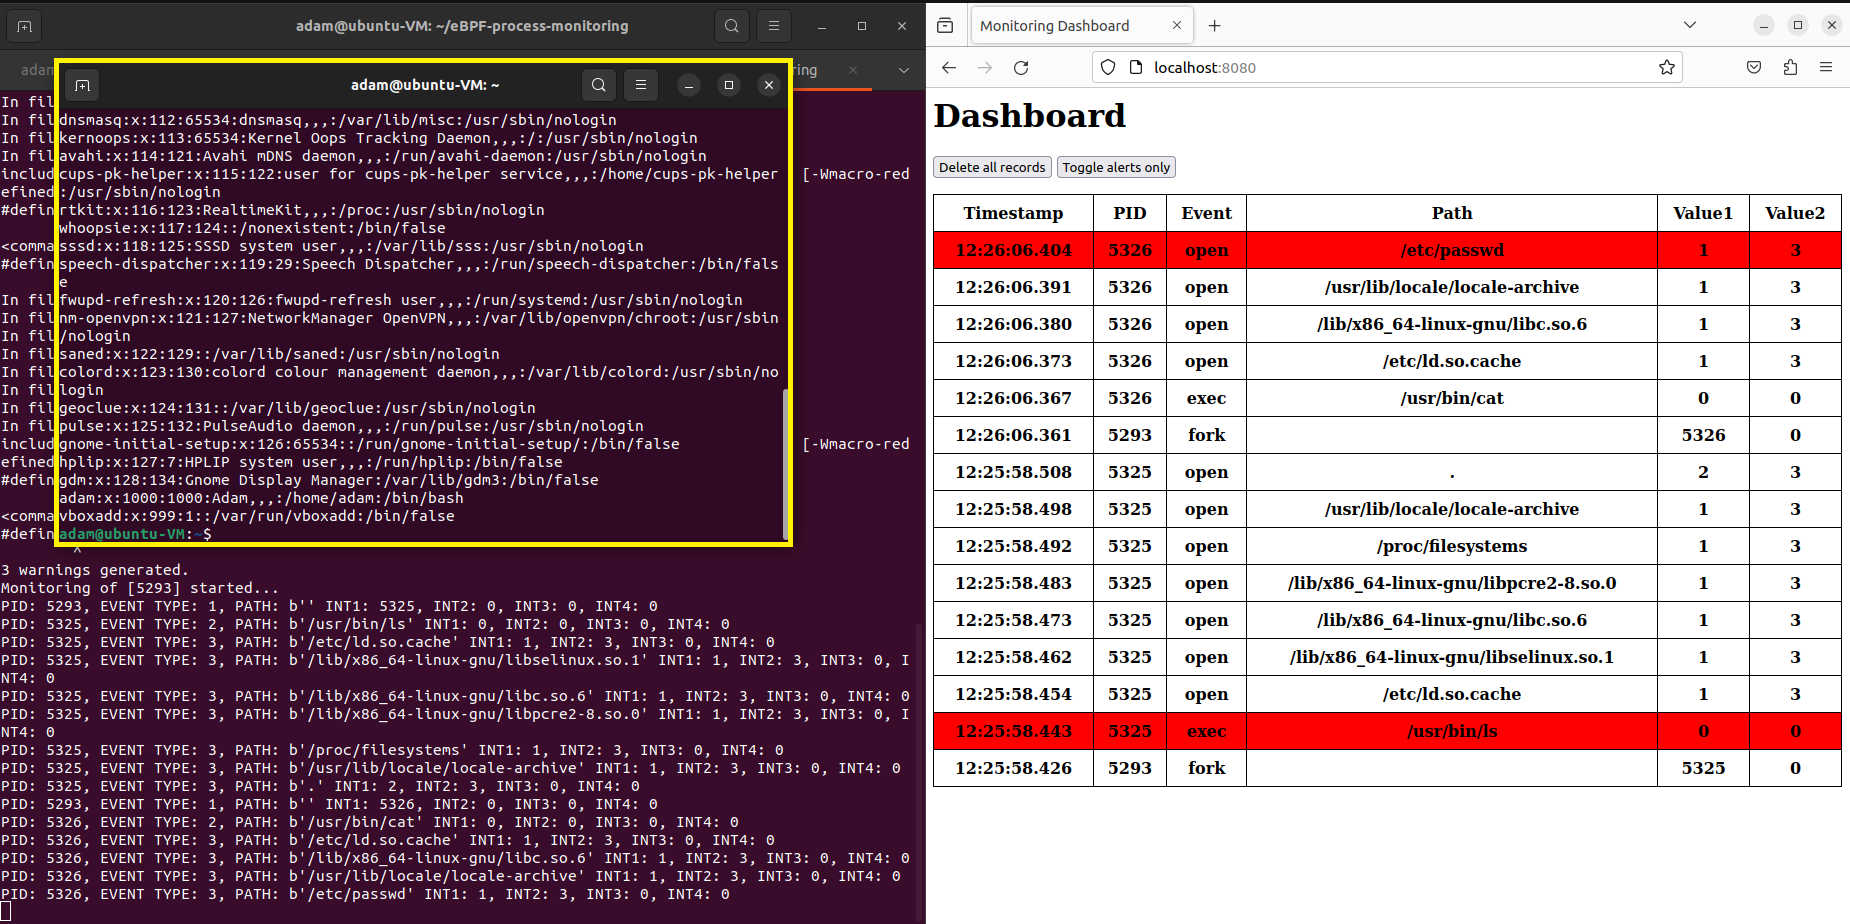 adam@ubuntu-VM: ~/eBPF-process-monitoring
adam
ring
adam@ubuntu-VM: ~
In fil
In fil
In fil
In fil
includ
efined
#defin
<comma
#defin
In fil
In fil
In fil
In fil
In fil
In fil
In fil
In fil
includ
efined
#defin
<comma
#defin
dnsmasq:x:112:65534:dnsmasq,,,:/var/lib/misc:/usr/sbin/nologin
kernoops:x:113:65534:Kernel Oops Tracking Daemon,,,:/:/usr/sbin/nologin
avahi:x:114:121:Avahi mDNS daemon,,,:/run/avahi-daemon:/usr/sbin/nologin
cups-pk-helper:x:115:122:user for cups-pk-helper service,,,:/home/cups-pk-helper
:/usr/sbin/nologin
rtkit:x:116:123:RealtimeKit,,,:/proc:/usr/sbin/nologin
whoopsie:x:117:124::/nonexistent:/bin/false
sssd:x:118:125:SSSD system user,,,:/var/lib/sss:/usr/sbin/nologin
speech-dispatcher:x:119:29:Speech Dispatcher,,,:/run/speech-dispatcher:/bin/fals
e
fwupd-refresh:x:120:126:fwupd-refresh user,,,:/run/systemd:/usr/sbin/nologin
nm-openvpn:x:121:127:NetworkManager OpenVPN,,,:/var/lib/openvpn/chroot:/usr/sbin
/nologin
saned:x:122:129::/var/lib/saned:/usr/sbin/nologin
colord:x:123:130:colord colour management daemon,,,:/var/lib/colord:/usr/sbin/no
login
geoclue:x:124:131::/var/lib/geoclue:/usr/sbin/nologin
pulse:x:125:132:PulseAudio daemon,,,:/run/pulse:/usr/sbin/nologin
gnome-initial-setup:x:126:65534::/run/gnome-initial-setup/:/bin/false
hplip:x:127:7:HPLIP system user,,,:/run/hplip:/bin/false
gdm:x:128:134:Gnome Display Manager:/var/lib/gdm3:/bin/false
adam:x:1000:1000:Adam,,,:/home/adam:/bin/bash
vboxadd:x:999:1::/var/run/vboxadd:/bin/false
adam@ubuntu-VM:~$
[-Wmacro-red
[-Wmacro-red
^
3 warnings generated.
Monitoring of [5293] started...
PID: 5293, EVENT TYPE: 1, PATH: b'' INT1: 5325, INT2: 0, INT3: 0, INT4: 0
PID: 5325, EVENT TYPE: 2, PATH: b'/usr/bin/ls' INT1: 0, INT2: 0, INT3: 0, INT4: 0
PID: 5325, EVENT TYPE: 3, PATH: b'/etc/ld.so.cache' INT1: 1, INT2: 3, INT3: 0, INT4: 0
PID: 5325, EVENT TYPE: 3, PATH: b'/lib/x86_64-linux-gnu/libselinux.so.1' INT1: 1, INT2: 3, INT3: 0, I
NT4: 0
PID: 5325, EVENT TYPE: 3, PATH: b'/lib/x86_64-linux-gnu/libc.so.6' INT1: 1, INT2: 3, INT3: 0, INT4: 0
PID: 5325, EVENT TYPE: 3, PATH: b'/lib/x86_64-linux-gnu/libpcre2-8.so.0' INT1: 1, INT2: 3, INT3: 0, I
NT4: 0
PID: 5325, EVENT TYPE: 3, PATH: b'/proc/filesystems' INT1: 1, INT2: 3, INT3: 0, INT4: 0
PID: 5325, EVENT TYPE: 3, PATH: b'/usr/lib/locale/locale-archive' INT1: 1, INT2: 3, INT3: 0, INT4: 0
PID: 5325, EVENT TYPE: 3, PATH: b'.' INT1: 2, INT2: 3, INT3: 0, INT4: 0
PID: 5293, EVENT TYPE: 1, PATH: b'' INT1: 5326, INT2: 0, INT3: 0, INT4: 0
PID: 5326, EVENT TYPE: 2, PATH: b'/usr/bin/cat' INT1: 0, INT2: 0, INT3: 0, INT4: 0
PID: 5326, EVENT TYPE: 3, PATH: b'/etc/ld.so.cache' INT1: 1, INT2: 3, INT3: 0, INT4: 0
PID: 5326, EVENT TYPE: 3, PATH: b'/lib/x86_64-linux-gnu/libc.so.6' INT1: 1, INT2: 3, INT3: 0, INT4: 0
PID: 5326, EVENT TYPE: 3, PATH: b'/usr/lib/locale/locale-archive' INT1: 1, INT2: 3, INT3: 0, INT4: 0
PID: 5326, EVENT TYPE: 3, PATH: b'/etc/passwd' INT1: 1, INT2: 3, INT3: 0, INT4: 0
Monitoring Dashboard
localhost:8080
Dashboard
Delete all records Toggle alerts only
Timestamp PID Event Path Value1 Value2
12:26:06.404 5326 open /etc/passwd 1 3
12:26:06.391 5326 open /usr/lib/locale/locale-archive 1 3
12:26:06.380 5326 open /lib/x86_64-linux-gnu/libc.so.6 1 3
12:26:06.373 5326 open /etc/ld.so.cache 1 3
12:26:06.367 5326 exec /usr/bin/cat 0 0
12:26:06.361 5293 fork 5326 0
12:25:58.508 5325 open . 2 3
12:25:58.498 5325 open /usr/lib/locale/locale-archive 1 3
12:25:58.492 5325 open /proc/filesystems 1 3
12:25:58.483 5325 open /lib/x86_64-linux-gnu/libpcre2-8.so.0 1 3
12:25:58.473 5325 open /lib/x86_64-linux-gnu/libc.so.6 1 3
12:25:58.462 5325 open /lib/x86_64-linux-gnu/libselinux.so.1 1 3
12:25:58.454 5325 open /etc/ld.so.cache 1 3
12:25:58.443 5325 exec /usr/bin/ls 0 0
12:25:58.426 5293 fork 5325 0